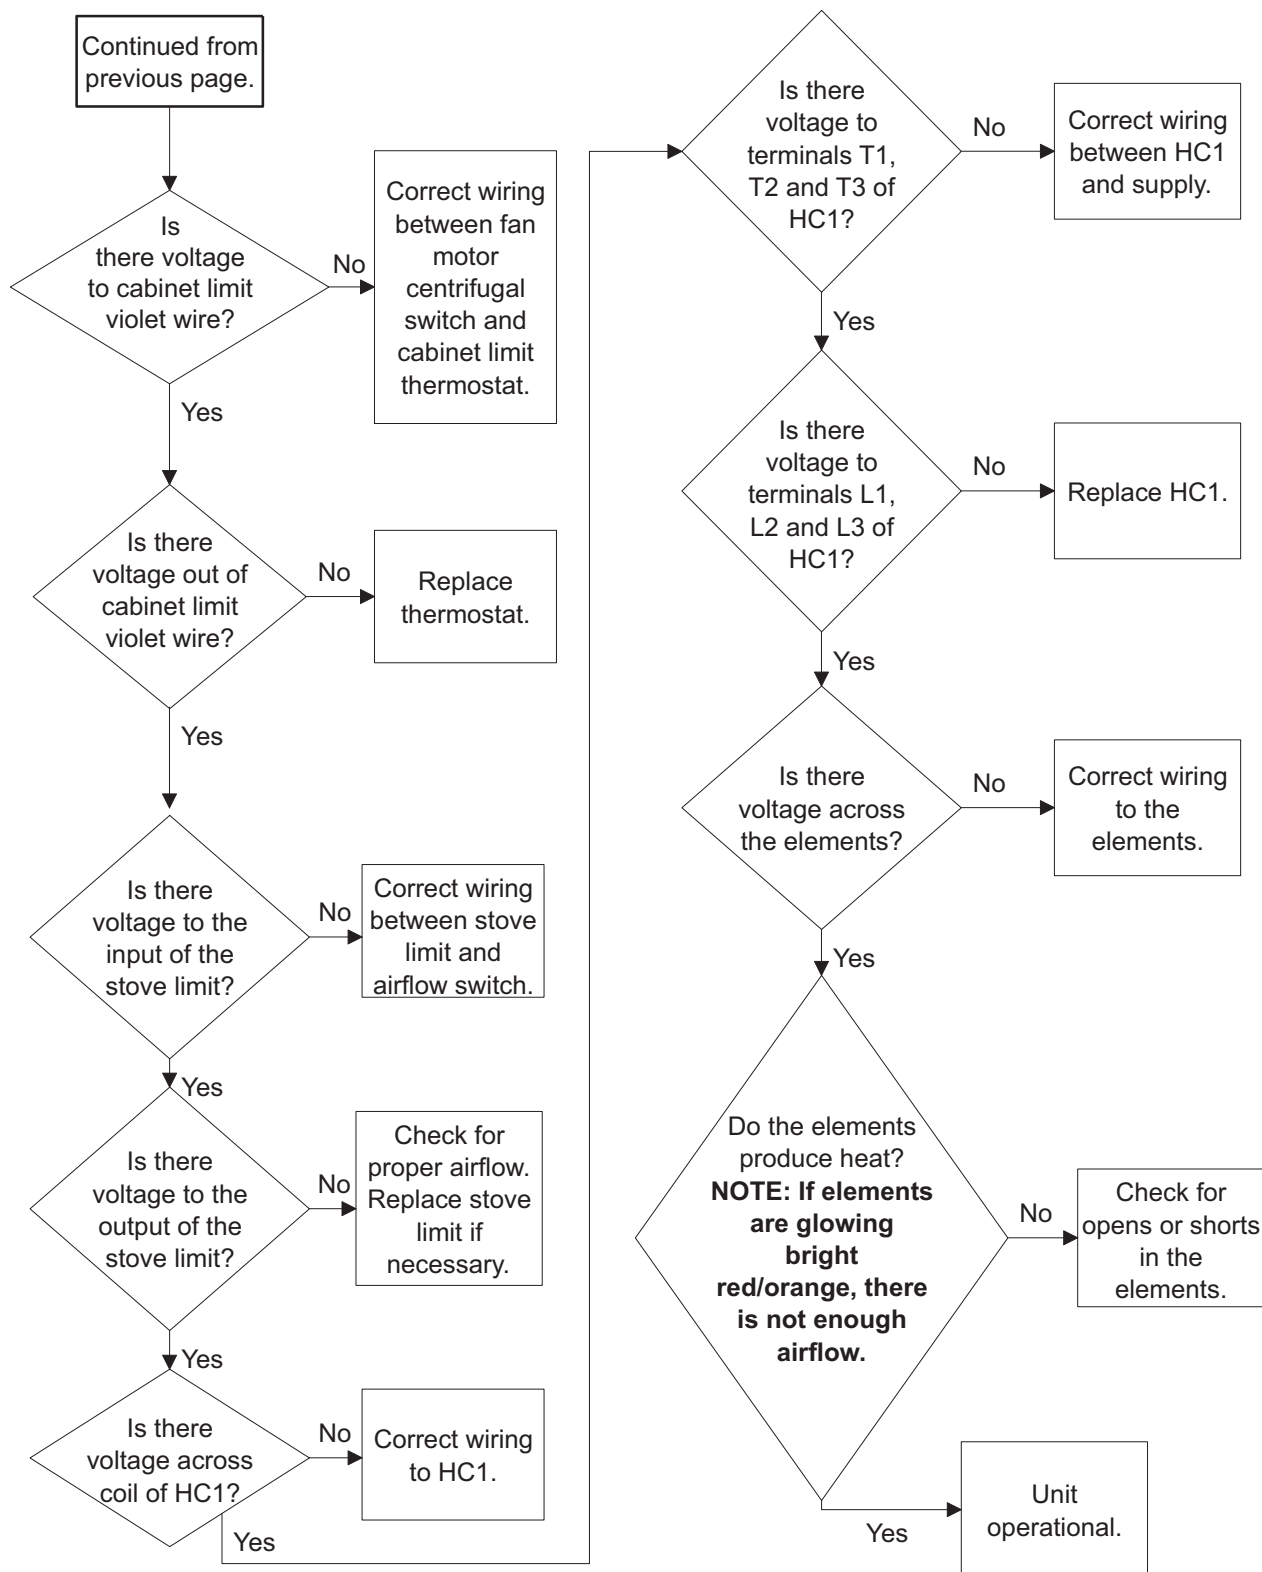 Continued from
previous page.
Is
there voltage
to cabinet limit
violet wire?
No
Correct wiring
between fan
motor
centrifugal
switch and
cabinet limit
thermostat.
Yes
Is there
voltage out of
cabinet limit
violet wire?
No
Replace
thermostat.
Yes
Is there
voltage to the
input of the
stove limit?
No
Correct wiring
between stove
limit and
airflow switch.
Yes
Is there
voltage to the
output of the
stove limit?
No
Check for
proper airflow.
Replace stove
limit if
necessary.
Yes
Is there
voltage across
coil of HC1?
No
Correct wiring
to HC1.
Yes
Is there
voltage to
terminals T1,
T2 and T3 of
HC1?
No
Correct wiring
between HC1
and supply.
Yes
Is there
voltage to
terminals L1,
L2 and L3 of
HC1?
No
Replace HC1.
Yes
Is there
voltage across
the elements?
No
Correct wiring
to the
elements.
Yes
Do the elements
produce heat?
NOTE: If elements
are glowing
bright
red/orange, there
is not enough
airflow.
No
Check for
opens or shorts
in the
elements.
Yes
Unit
operational.